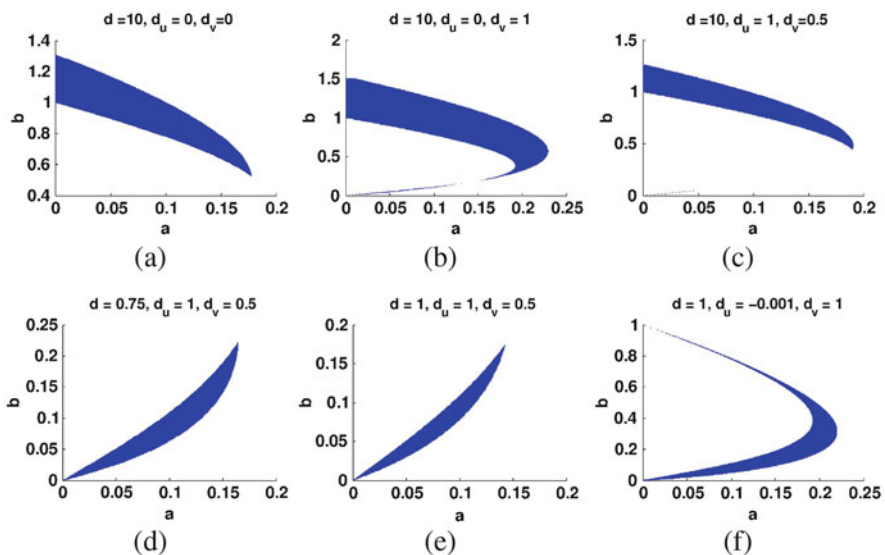 d =10, d_u = 0, d_v=0
1.4
1.2
1
0.8
0.6
0.4
b
0 0.05 0.1 0.15 0.2
a
(a)
d = 10, d_u = 0, d_v = 1
2
1.5
1
0.5
0
b
0 0.05 0.1 0.15 0.2 0.25
a
(b)
d =10, d_u = 1, d_v=0.5
1.5
1
0.5
0
b
0 0.05 0.1 0.15 0.2
a
(c)
d = 0.75, d_u = 1, d_v = 0.5
0.25
0.2
0.15
0.1
0.05
0
b
0 0.05 0.1 0.15 0.2
a
(d)
d = 1, d_u = 1, d_v = 0.5
0.2
0.15
0.1
0.05
0
b
0 0.05 0.1 0.15 0.2
a
(e)
d = 1, d_u = −0.001, d_v = 1
1
0.8
0.6
0.4
0.2
0
b
0 0.05 0.1 0.15 0.2 0.25
a
(f)